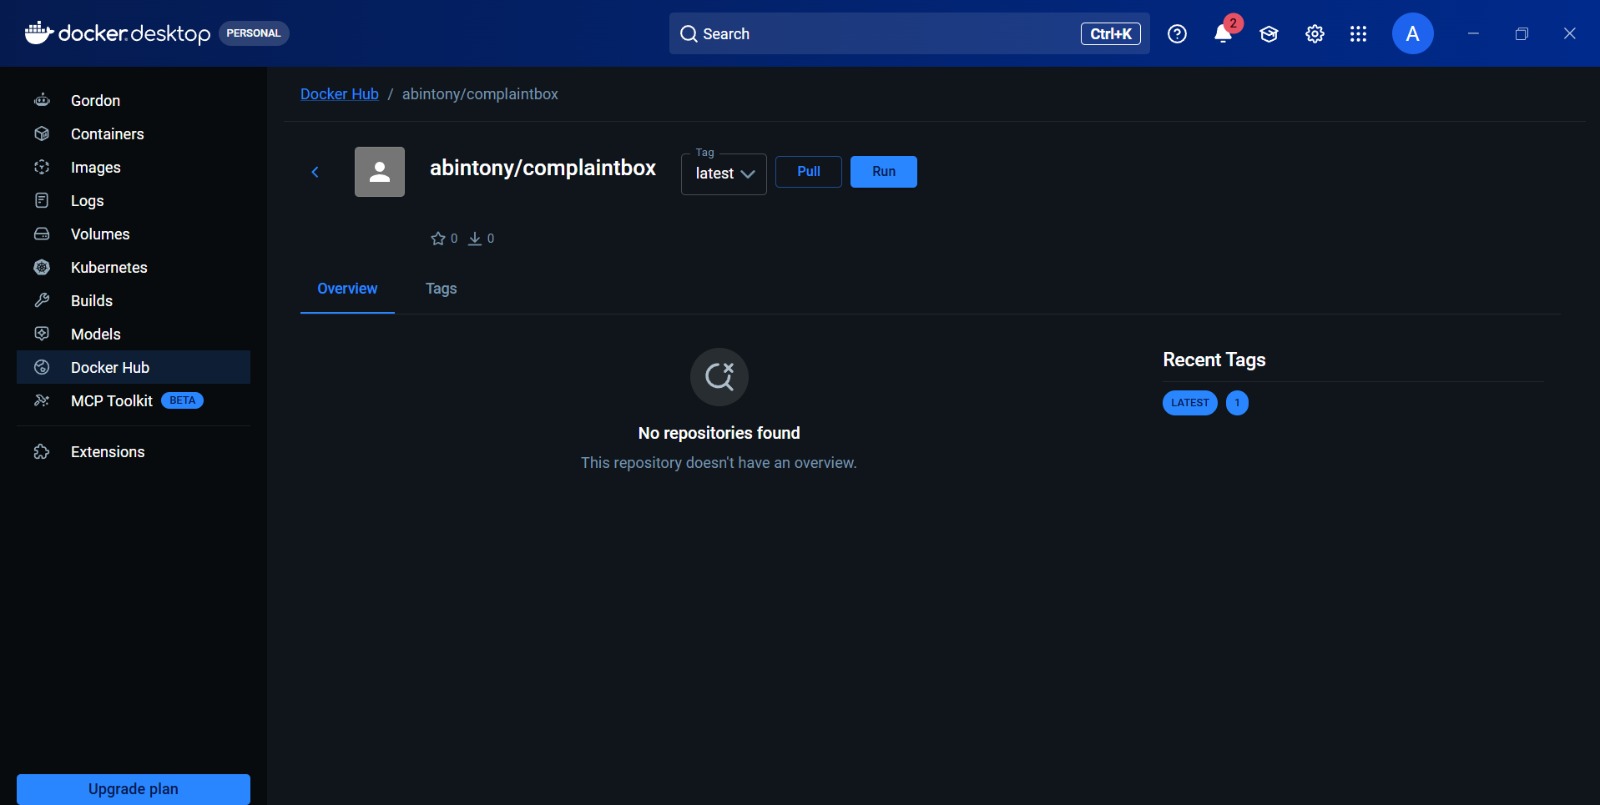 docker.desktop PERSONAL
Search
Ctrl+K
2
A
Gordon
Containers
Images
Logs
Volumes
Kubernetes
Builds
Models
Docker Hub
MCP Toolkit BETA
Extensions
Upgrade plan
Docker Hub / abintony/complaintbox
abintony/complaintbox
Tag
latest
Pull
Run
0 0
Overview
Tags
No repositories found
This repository doesn't have an overview.
Recent Tags
LATEST 1